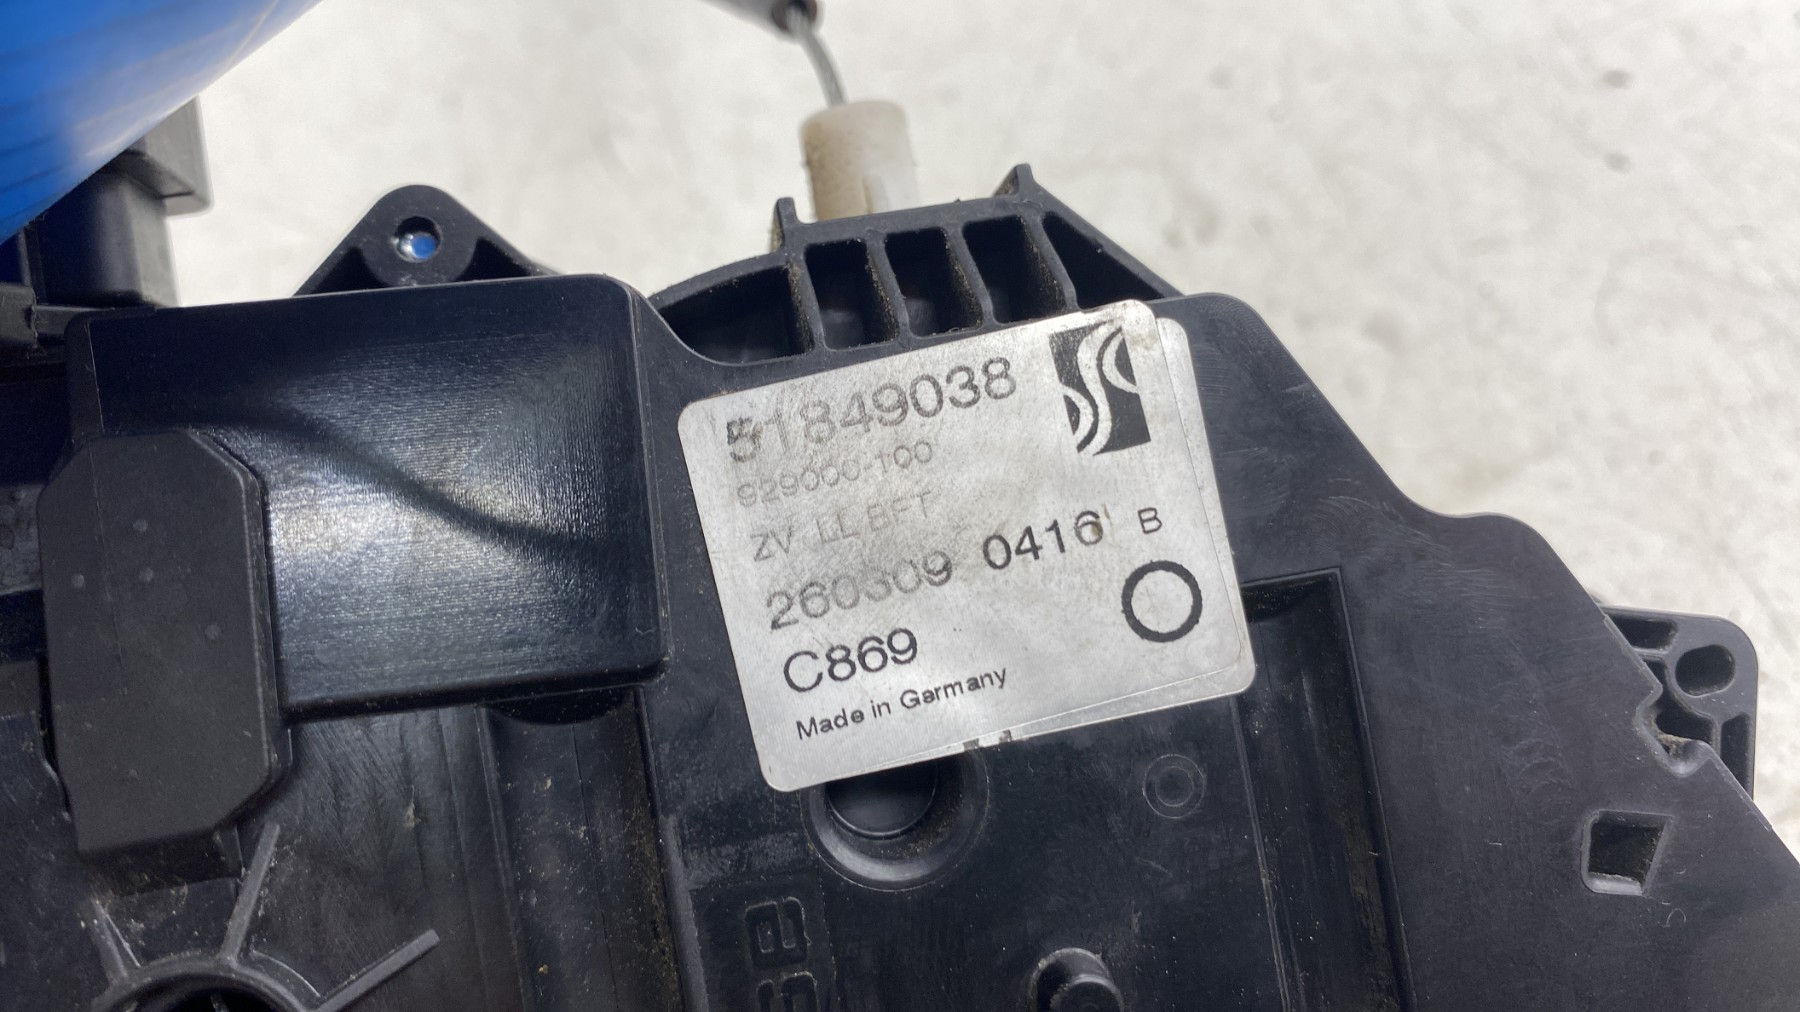 51849038
929000-100
ZV LL BFT
260309 0416 B
C869
Made in Germany